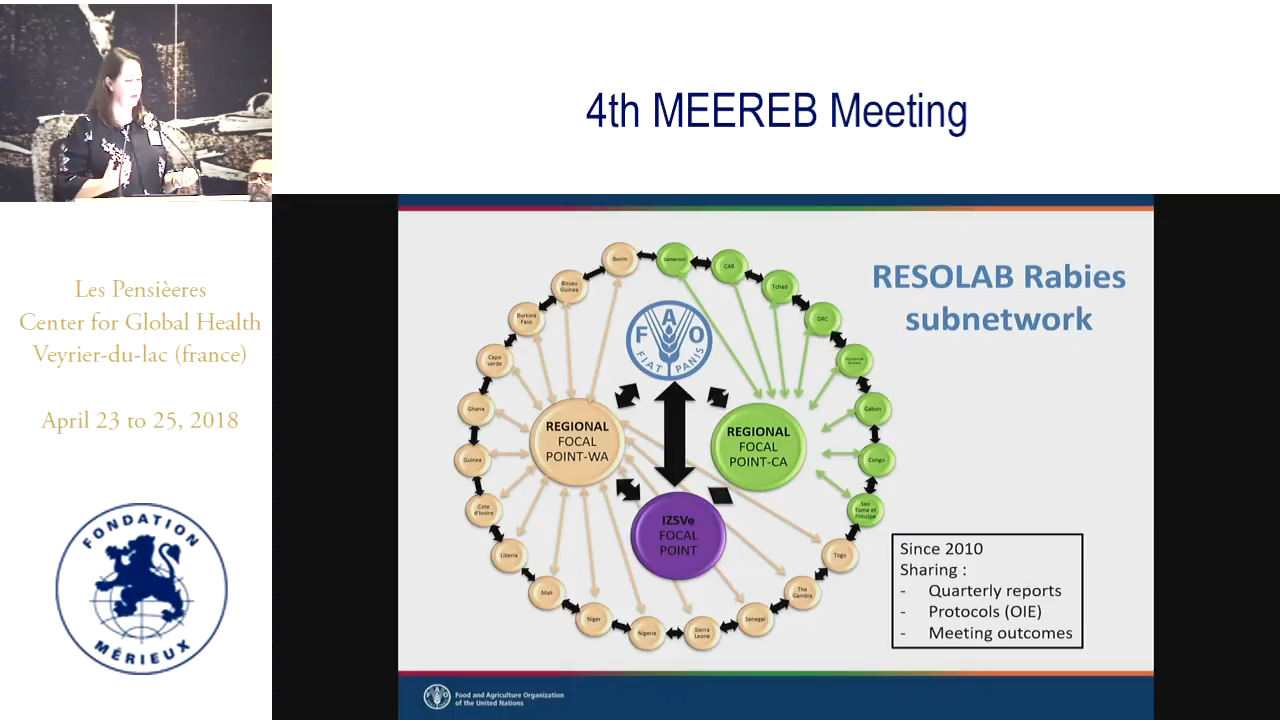 4th MEEREB Meeting
Les Pensièeres
Center for Global Health
Veyrier-du-lac (france)
April 23 to 25, 2018
FONDATION
MÉRIEUX
RESOLAB Rabies
subnetwork
FAO
FIAT PANIS
REGIONAL
FOCAL
POINT-WA
REGIONAL
FOCAL
POINT-CA
IZSVe
FOCAL
POINT
Benin
Cameroon
CAR
Tchad
DRC
Gabon
Congo
Sao
Tome et
Principe
Togo
The
Gambia
Senegal
Sierra
Leone
Nigeria
Niger
Mali
Liberia
Cote
d'Ivoire
Guinea
Ghana
Capo
verde
Burkina
Faso
Bissau
Guinea
Since 2010
Sharing :
- Quarterly reports
- Protocols (OIE)
- Meeting outcomes
FAO
Food and Agriculture Organization
of the United Nations